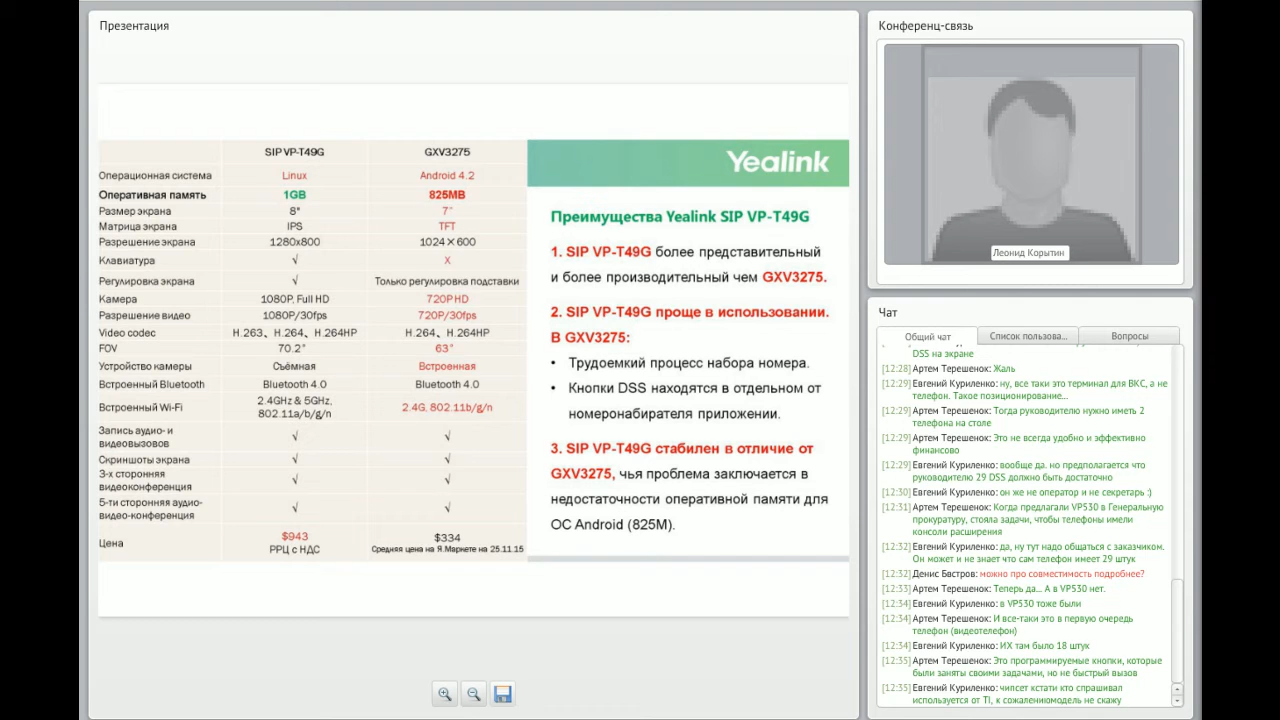 Презентация
SIP VP-T49G GXV3275
Операционная система Linux Android 4.2
Оперативная память 1GB 825MB
Размер экрана 8" 7"
Матрица экрана IPS TFT
Разрешение экрана 1280x800 1024×600
Клавиатура √ X
Регулировка экрана √ Только регулировка подставки
Камера 1080P, Full HD 720P HD
Разрешение видео 1080P/30fps 720P/30fps
Video codec H.263、H.264、H.264HP H.264、H.264HP
FOV 70.2° 63°
Устройство камеры Съёмная Встроенная
Встроенный Bluetooth Bluetooth 4.0 Bluetooth 4.0
Встроенный Wi-Fi 2.4GHz & 5GHz, 2.4G, 802.11b/g/n
802.11a/b/g/n
Запись аудио- и
видеовызовов √ √
Скриншоты экрана √ √
3-х сторонняя
видеоконференция √ √
5-ти сторонняя аудио-
видео-конференция √ √
Цена $943 $334
РРЦ с НДС Средняя цена на Я.Маркете на 25.11.15
Yealink
Преимущества Yealink SIP VP-T49G
1. SIP VP-T49G более представительный
и более производительный чем GXV3275.
2. SIP VP-T49G проще в использовании.
В GXV3275:
• Трудоемкий процесс набора номера.
• Кнопки DSS находятся в отдельном от
номеронабирателя приложении.
3. SIP VP-T49G стабилен в отличие от
GXV3275, чья проблема заключается в
недостаточности оперативной памяти для
ОС Android (825M).
Конференц-связь
Леонид Корытин
Чат
Общий чат Список пользова... Вопросы
DSS на экране
[12:28] Артем Терешенок: Жаль
[12:29] Евгений Куриленко: ну, все таки это терминал для ВКС, а не
телефон. Такое позиционирование...
[12:29] Артем Терешенок: Тогда руководителю нужно иметь 2
телефона на столе
[12:29] Артем Терешенок: Это не всегда удобно и эффективно
финансово
[12:29] Евгений Куриленко: вообще да. но предполагается что
руководителю 29 DSS должно быть достаточно
[12:30] Евгений Куриленко: он же не оператор и не секретарь :)
[12:31] Артем Терешенок: Когда предлагали VP530 в Генеральную
прокуратуру, стояла задачи, чтобы телефоны имели
консоли расширения
[12:32] Евгений Куриленко: да, ну тут надо общаться с заказчиком.
Он может и не знает что сам телефон имеет 29 штук
[12:32] Денис Быстров: можно про совместимость подробнее?
[12:33] Артем Терешенок: Теперь да... А в VP530 нет.
[12:34] Евгений Куриленко: в VP530 тоже были
[12:34] Артем Терешенок: И все-таки это в первую очередь
телефон (видеотелефон)
[12:34] Евгений Куриленко: ИХ там было 18 штук
[12:35] Артем Терешенок: Это программируемые кнопки, которые
были заняты своими задачами, но не быстрый вызов
[12:35] Евгений Куриленко: чипсет кстати кто спрашивал
используется от TI, к сожалениюмодель не скажу